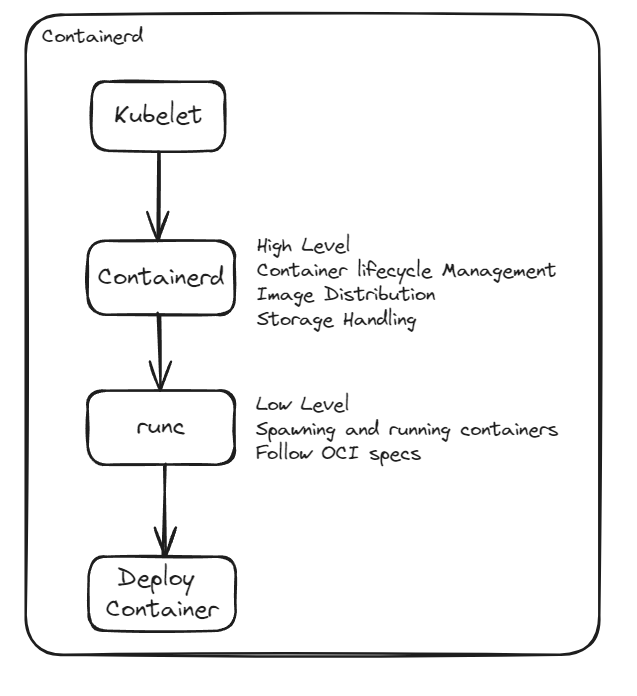 Containerd
Kubelet
Containerd
High Level
Container lifecycle Management
Image Distribution
Storage Handling
runc
Low Level
Spawning and running containers
Follow OCI specs
Deploy
Container